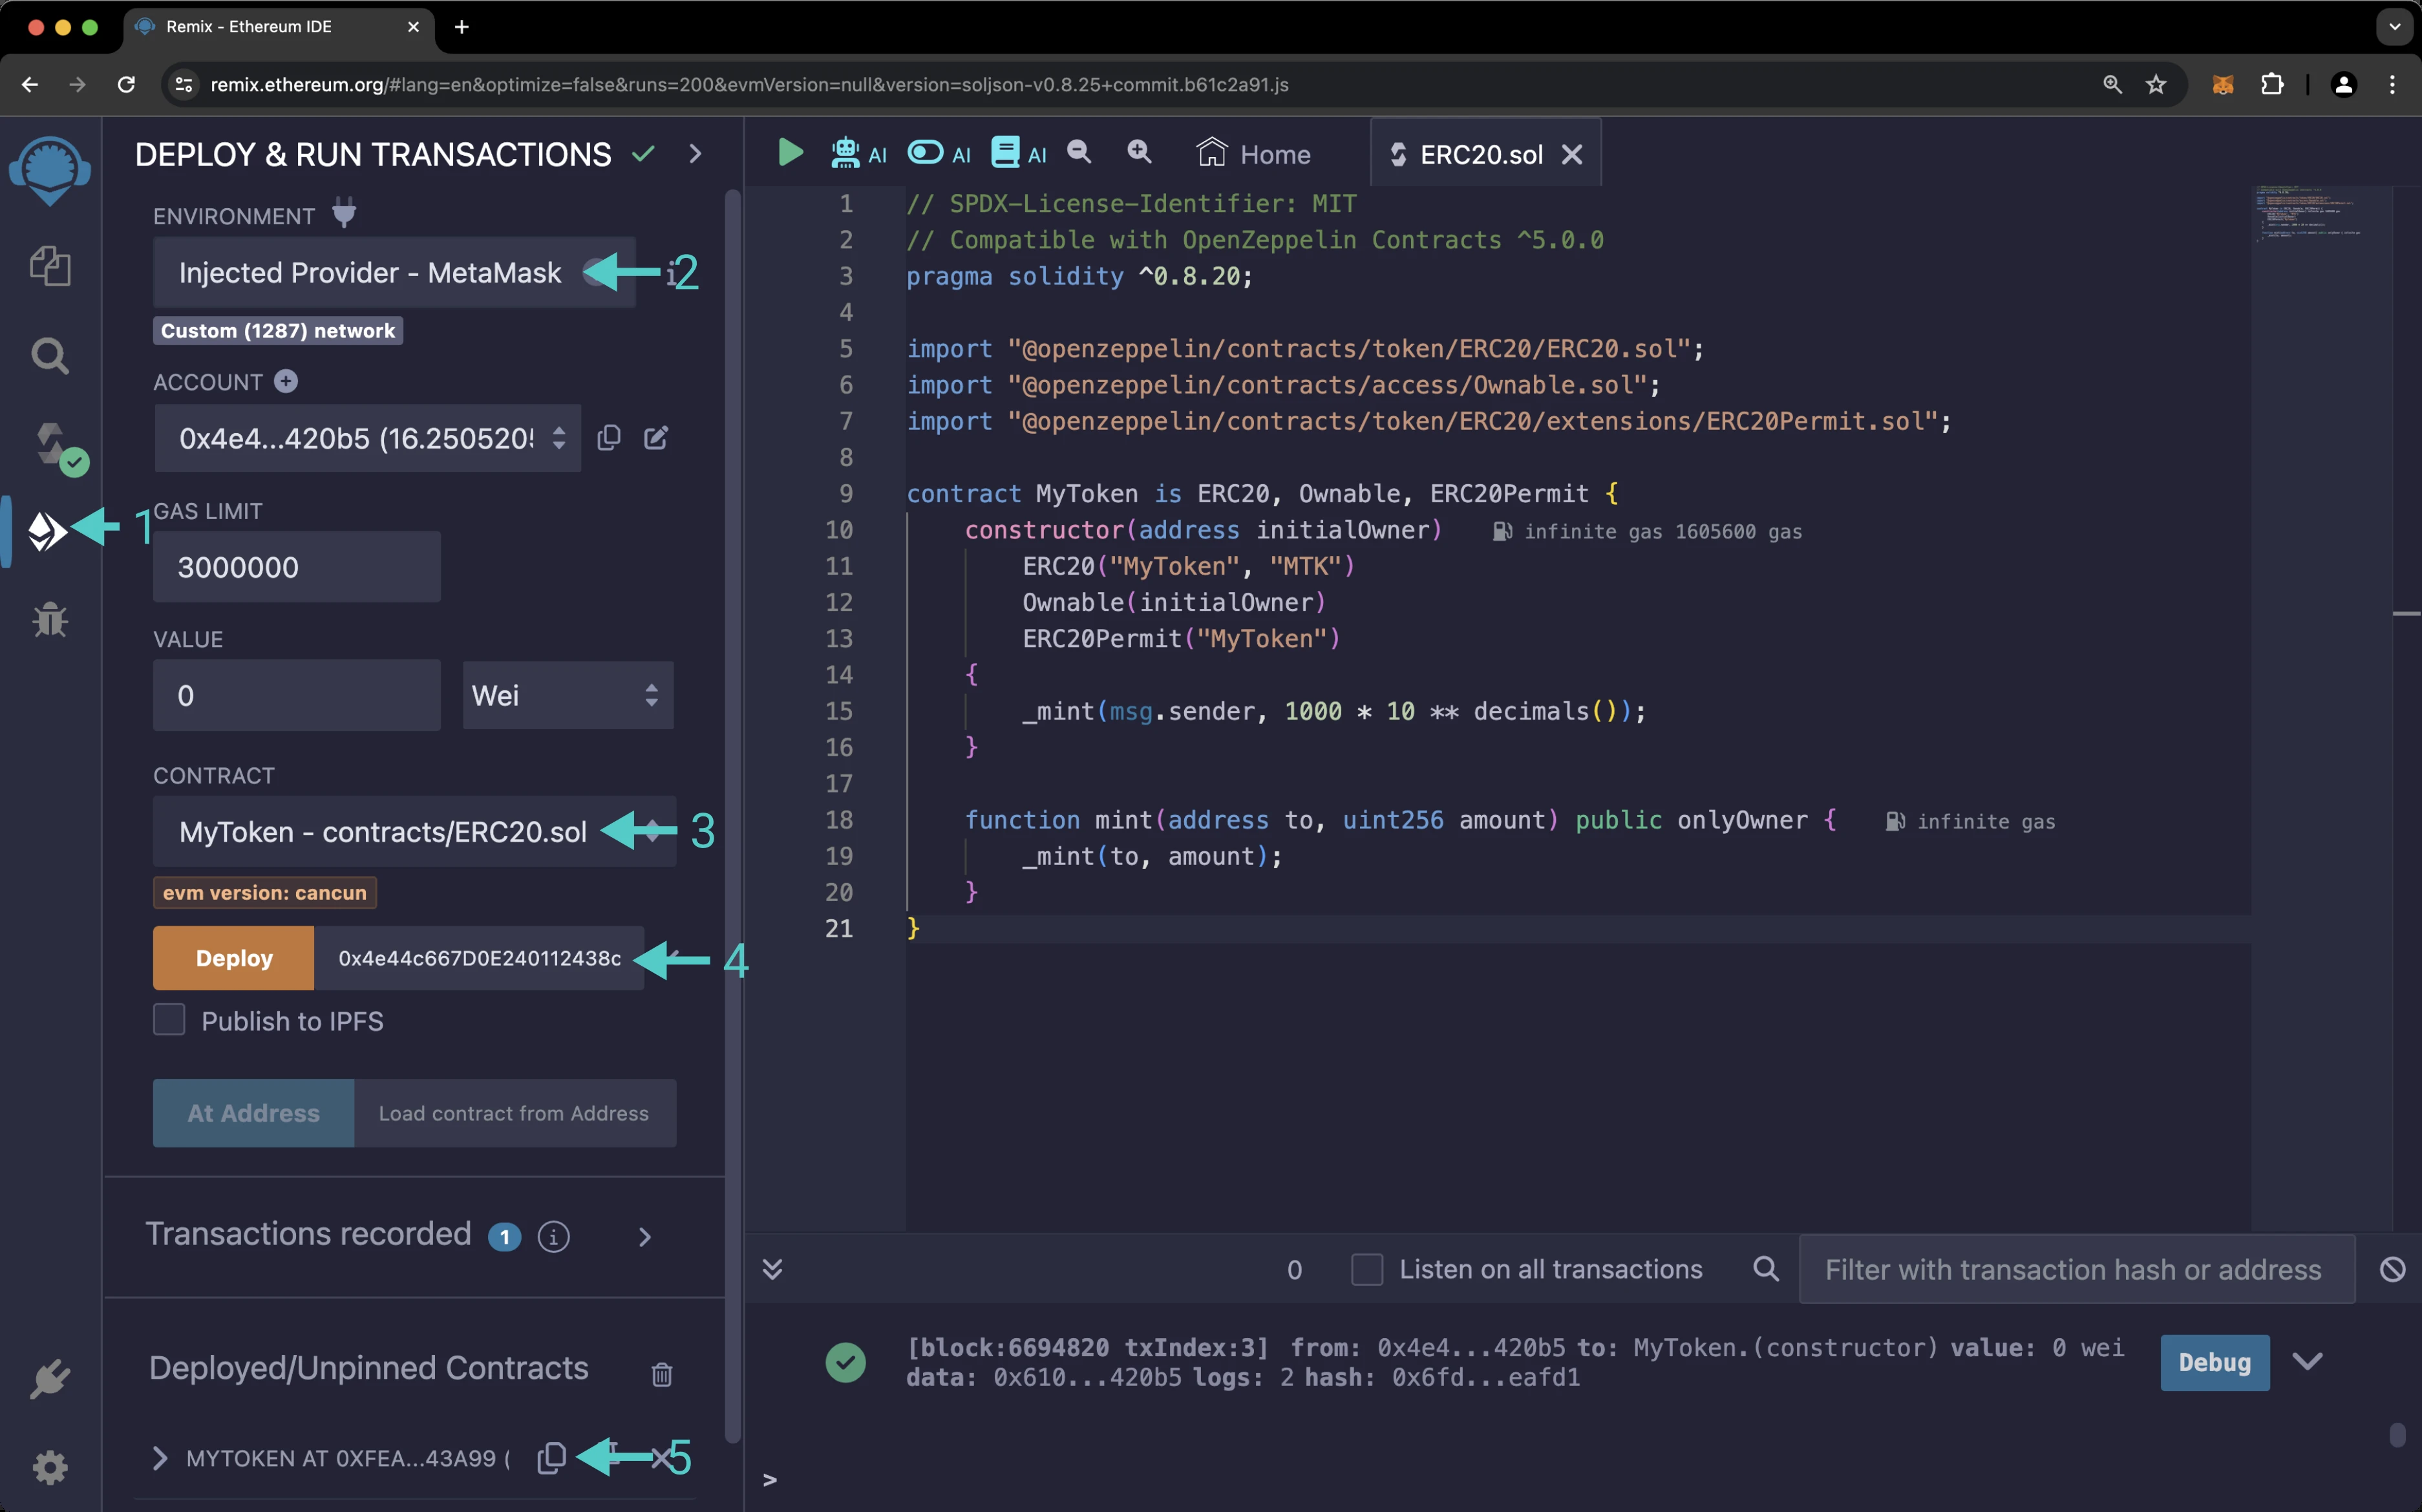 Remix - Ethereum IDE
remix.ethereum.org/#lang=en&optimize=false&runs=200&evmVersion=null&version=soljson-v0.8.25+commit.b61c2a91.js
DEPLOY & RUN TRANSACTIONS
ENVIRONMENT
Injected Provider - MetaMask
2
Custom (1287) network
ACCOUNT
0x4e4...420b5 (16.2505205
1
GAS LIMIT
3000000
VALUE
0
Wei
CONTRACT
MyToken - contracts/ERC20.sol
3
evm version: cancun
Deploy
0x4e44c667D0E240112438c
4
Publish to IPFS
At Address
Load contract from Address
Transactions recorded 1
Deployed/Unpinned Contracts
MYTOKEN AT 0XFEA...43A99 (
5
AI AI AI
Home
ERC20.sol
1 // SPDX-License-Identifier: MIT
2 // Compatible with OpenZeppelin Contracts ^5.0.0
3 pragma solidity ^0.8.20;
4
5 import "@openzeppelin/contracts/token/ERC20/ERC20.sol";
6 import "@openzeppelin/contracts/access/Ownable.sol";
7 import "@openzeppelin/contracts/token/ERC20/extensions/ERC20Permit.sol";
8
9 contract MyToken is ERC20, Ownable, ERC20Permit {
10 constructor(address initialOwner) infinite gas 1605600 gas
11 ERC20("MyToken", "MTK")
12 Ownable(initialOwner)
13 ERC20Permit("MyToken")
14 {
15 _mint(msg.sender, 1000 * 10 ** decimals());
16 }
17
18 function mint(address to, uint256 amount) public onlyOwner { infinite gas
19 _mint(to, amount);
20 }
21 }
0
Listen on all transactions
Filter with transaction hash or address
[block:6694820 txIndex:3] from: 0x4e4...420b5 to: MyToken.(constructor) value: 0 wei
data: 0x610...420b5 logs: 2 hash: 0x6fd...eafd1
Debug
>